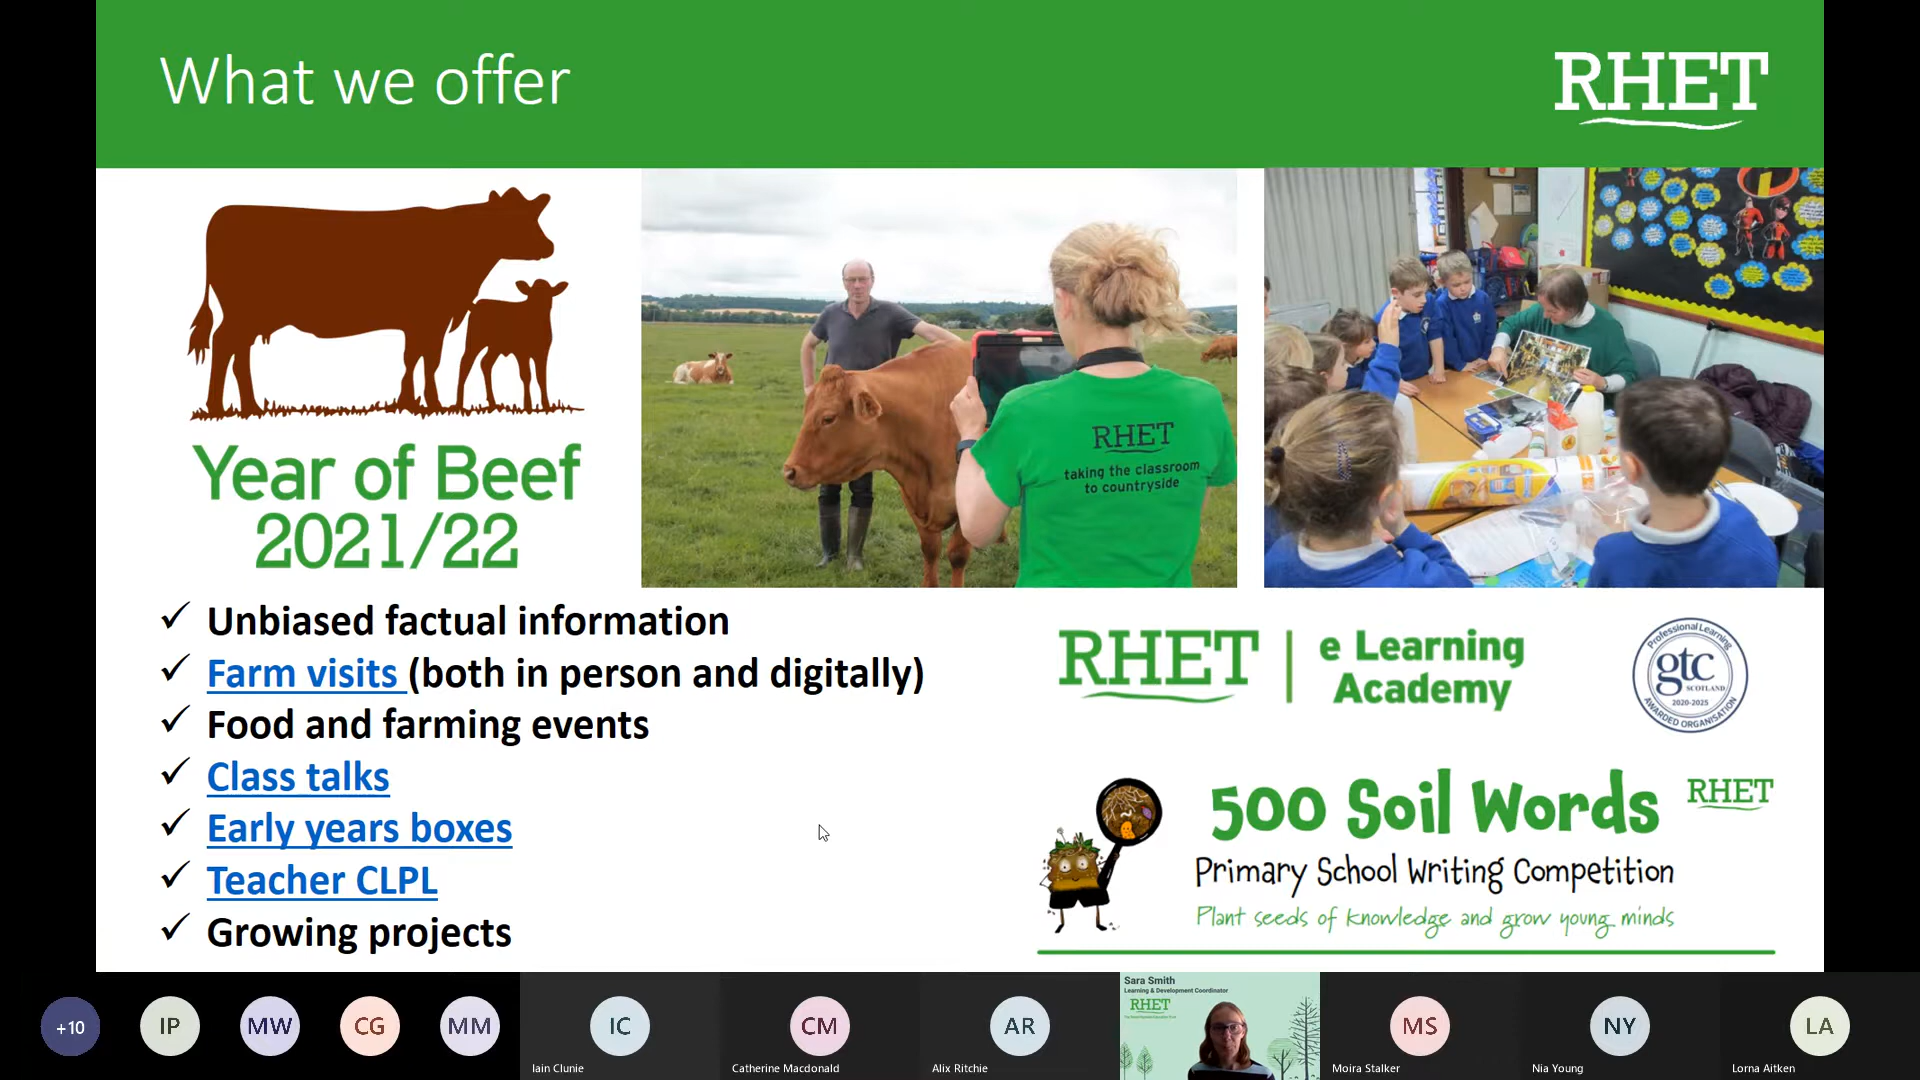 What we offer
RHET
Year of Beef
2021/22
RHET
taking the classroom
to countryside
Unbiased factual information
Farm visits (both in person and digitally)
Food and farming events
Class talks
Early years boxes
Teacher CLPL
Growing projects
RHET
e Learning
Academy
Professional Learning
gtc
SCOTLAND
2020-2025
AWARDED ORGANISATION
500 Soil Words
RHET
Primary School Writing Competition
Plant seeds of knowledge and grow young minds
+10
IP
MW
CG
MM
IC
Iain Clunie
CM
Catherine Macdonald
AR
Alix Ritchie
Sara Smith
Learning & Development Coordinator
RHET
MS
Moira Stalker
NY
Nia Young
LA
Lorna Aitken